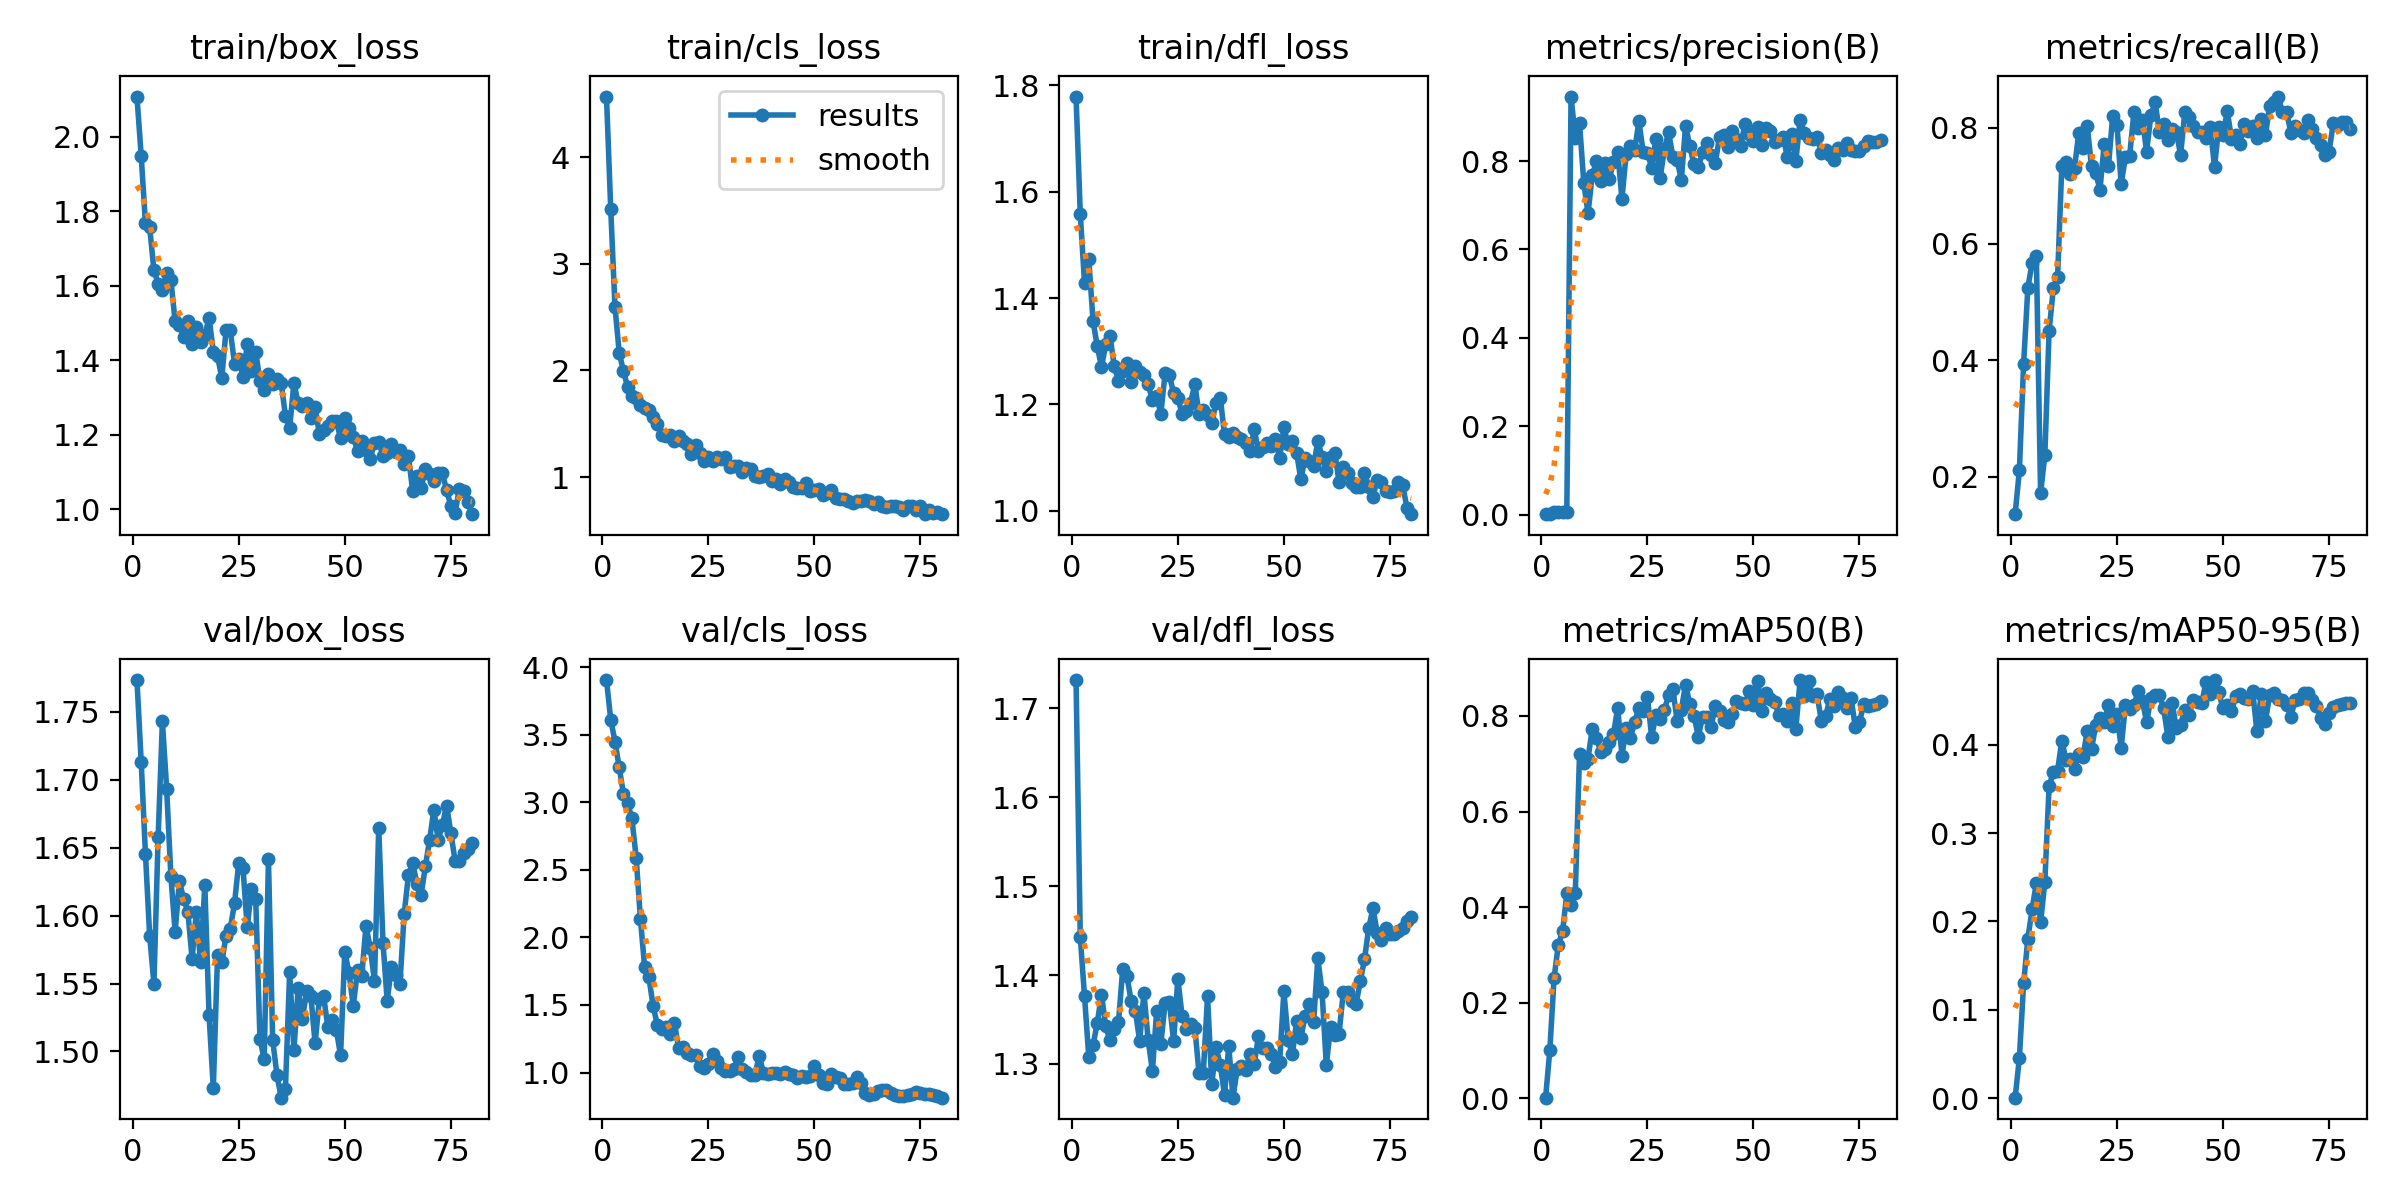 train/box_loss
2.0
1.8
1.6
1.4
1.2
1.0
0 25 50 75
train/cls_loss
results
smooth
4
3
2
1
0 25 50 75
train/dfl_loss
1.8
1.6
1.4
1.2
1.0
0 25 50 75
metrics/precision(B)
0.8
0.6
0.4
0.2
0.0
0 25 50 75
metrics/recall(B)
0.8
0.6
0.4
0.2
0 25 50 75
val/box_loss
1.75
1.70
1.65
1.60
1.55
1.50
0 25 50 75
val/cls_loss
4.0
3.5
3.0
2.5
2.0
1.5
1.0
0 25 50 75
val/dfl_loss
1.7
1.6
1.5
1.4
1.3
0 25 50 75
metrics/mAP50(B)
0.8
0.6
0.4
0.2
0.0
0 25 50 75
metrics/mAP50-95(B)
0.4
0.3
0.2
0.1
0.0
0 25 50 75